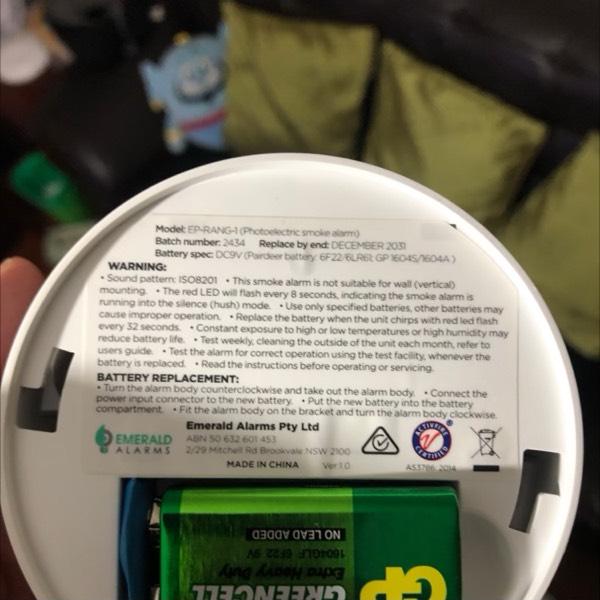 Model: EP-RANG-1 (Photoelectric smoke alarm)
Batch number: 2434 Replace by end: DECEMBER 2031
Battery spec: DC9V (Pairdeer battery: 6F22/6LR61: GP 1604S/1604A )
WARNING:
• Sound pattern: ISO8201 • This smoke alarm is not suitable for wall (vertical)
mounting. • The red LED will flash every 8 seconds, indicating the smoke alarm is
running into the silence (hush) mode. • Use only specified batteries, other batteries may
cause improper operation. • Replace the battery when the unit chirps with red led flash
every 32 seconds. • Constant exposure to high or low temperatures or high humidity may
reduce battery life. • Test weekly, cleaning the outside of the unit each month, refer to
users guide. • Test the alarm for correct operation using the test facility, whenever the
battery is replaced. • Read the instructions before operating or servicing.
BATTERY REPLACEMENT:
• Turn the alarm body counterclockwise and take out the alarm body. • Connect the
power input connector to the new battery. • Put the new battery into the battery
compartment. • Fit the alarm body on the bracket and turn the alarm body clockwise.
EMERALD
ALARMS
Emerald Alarms Pty Ltd
ABN 50 632 601 453
2/29 Mitchell Rd Brookvale NSW 2100
MADE IN CHINA Ver:1.0
ACTIVFIRE
CERTIFIED
®
AS3786: 2014
NO LEAD ADDED
1604GLF 6F22 9V
Extra Heavy Duty
GREENCELL
GP